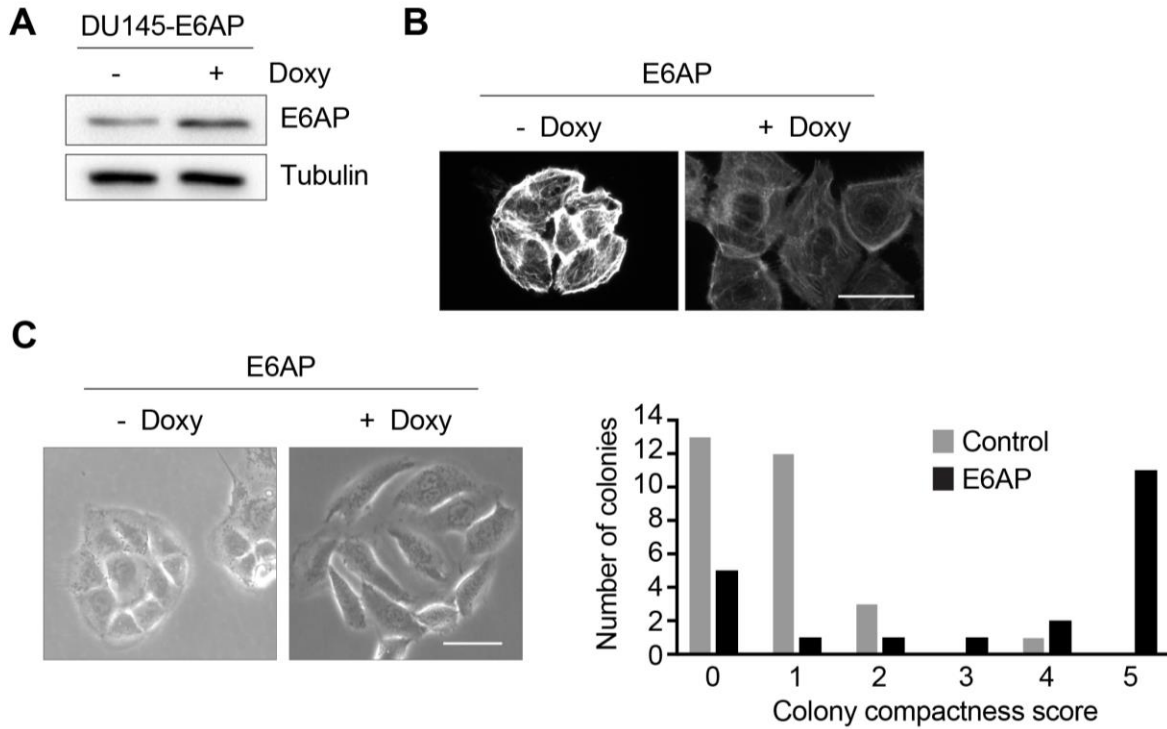 A
DU145-E6AP
- + Doxy
E6AP
Tubulin
B
E6AP
- Doxy + Doxy
C
E6AP
- Doxy + Doxy
Number of colonies
14
12
10
8
6
4
2
0
Control
E6AP
0 1 2 3 4 5
Colony compactness score